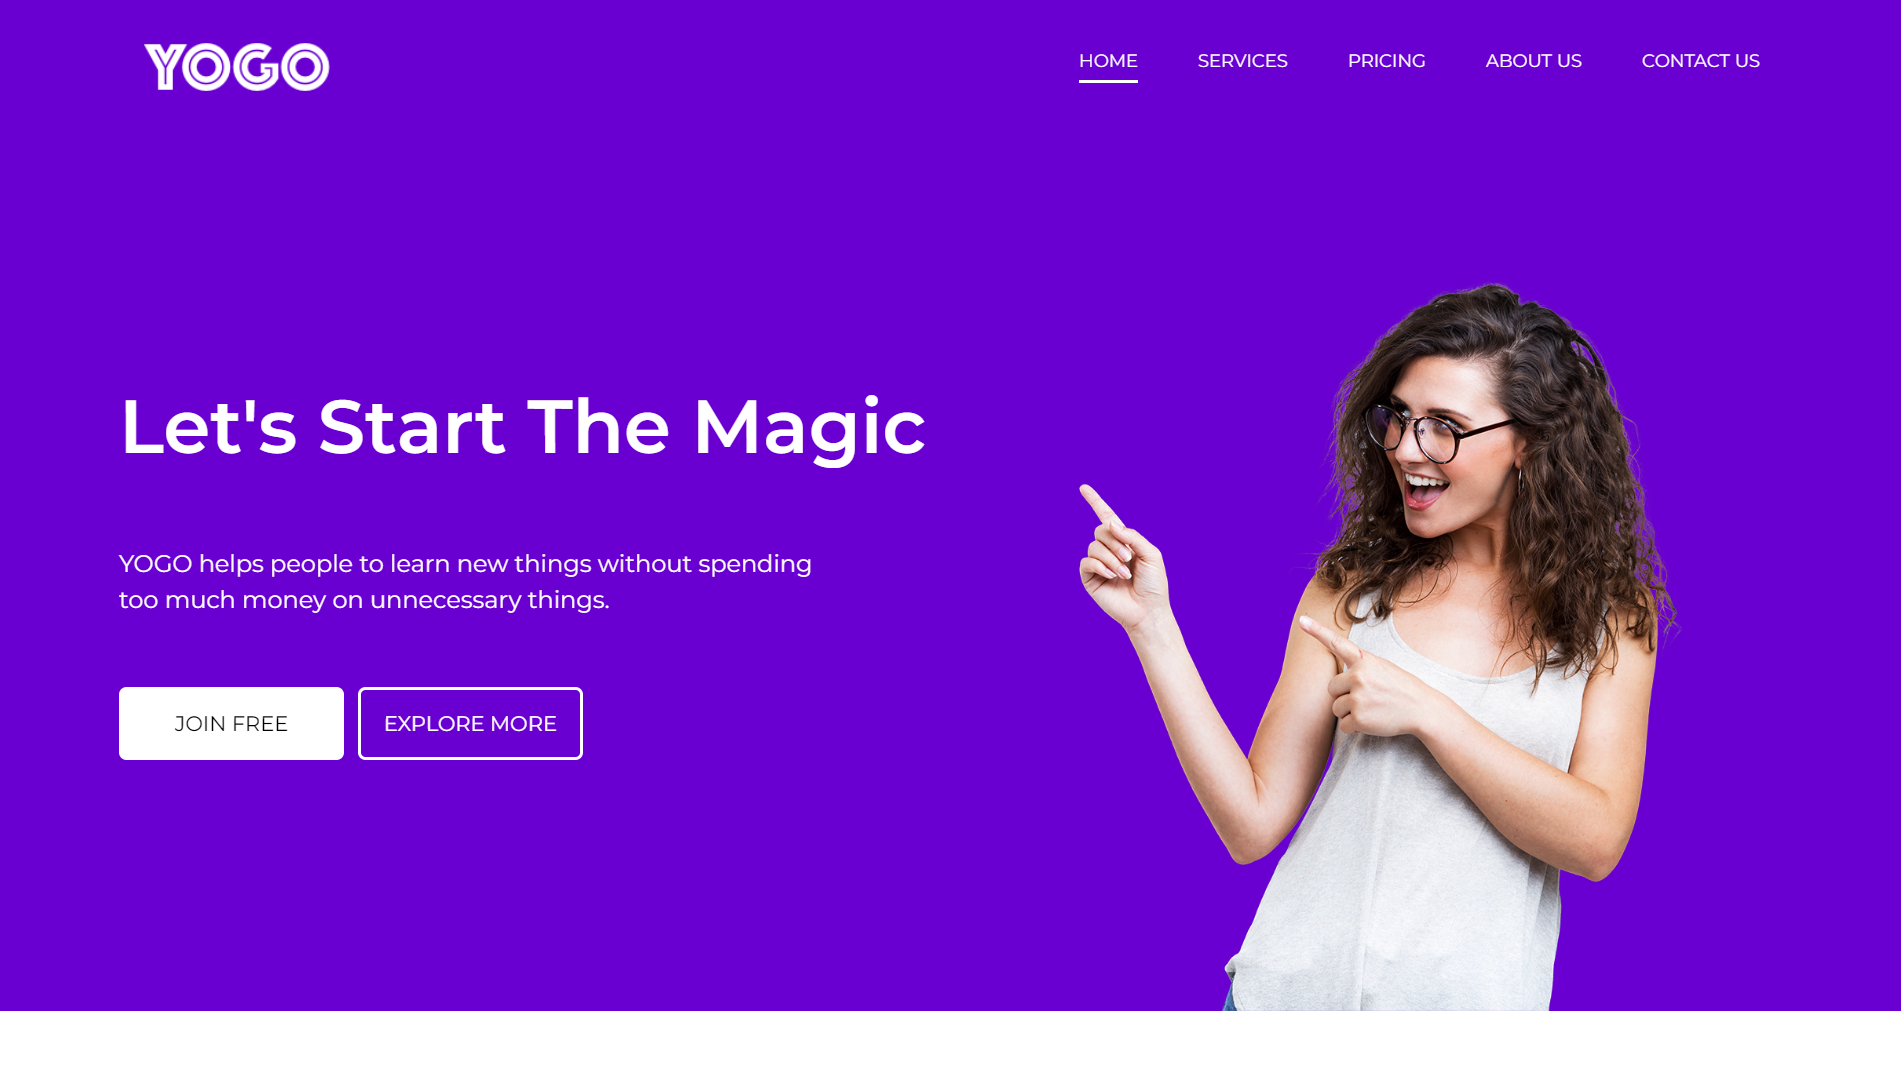 YOGO
HOME SERVICES PRICING ABOUT US CONTACT US
Let's Start The Magic
YOGO helps people to learn new things without spending
too much money on unnecessary things.
JOIN FREE EXPLORE MORE